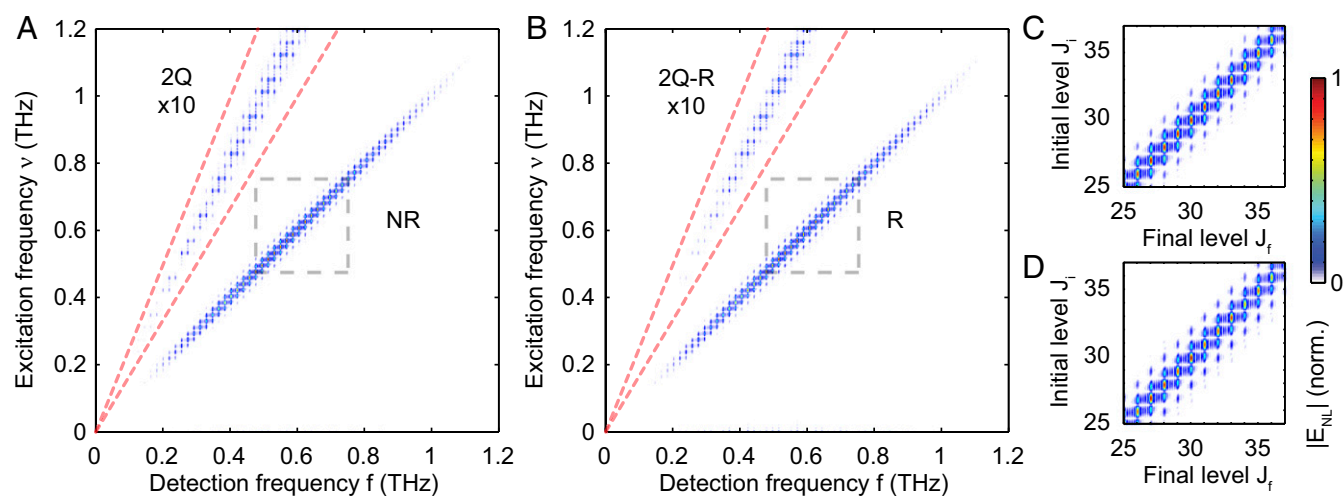 A
Excitation frequency ν (THz)
1.2
1
0.8
0.6
0.4
0.2
0
2Q
x10
NR
0 0.2 0.4 0.6 0.8 1 1.2
Detection frequency f (THz)
B
Excitation frequency ν (THz)
1.2
1
0.8
0.6
0.4
0.2
0
2Q-R
x10
R
0 0.2 0.4 0.6 0.8 1 1.2
Detection frequency f (THz)
C
Initial level J_i
35
30
25
25 30 35
Final level J_f
D
Initial level J_i
35
30
25
25 30 35
Final level J_f
1
0
|E_NL| (norm.)